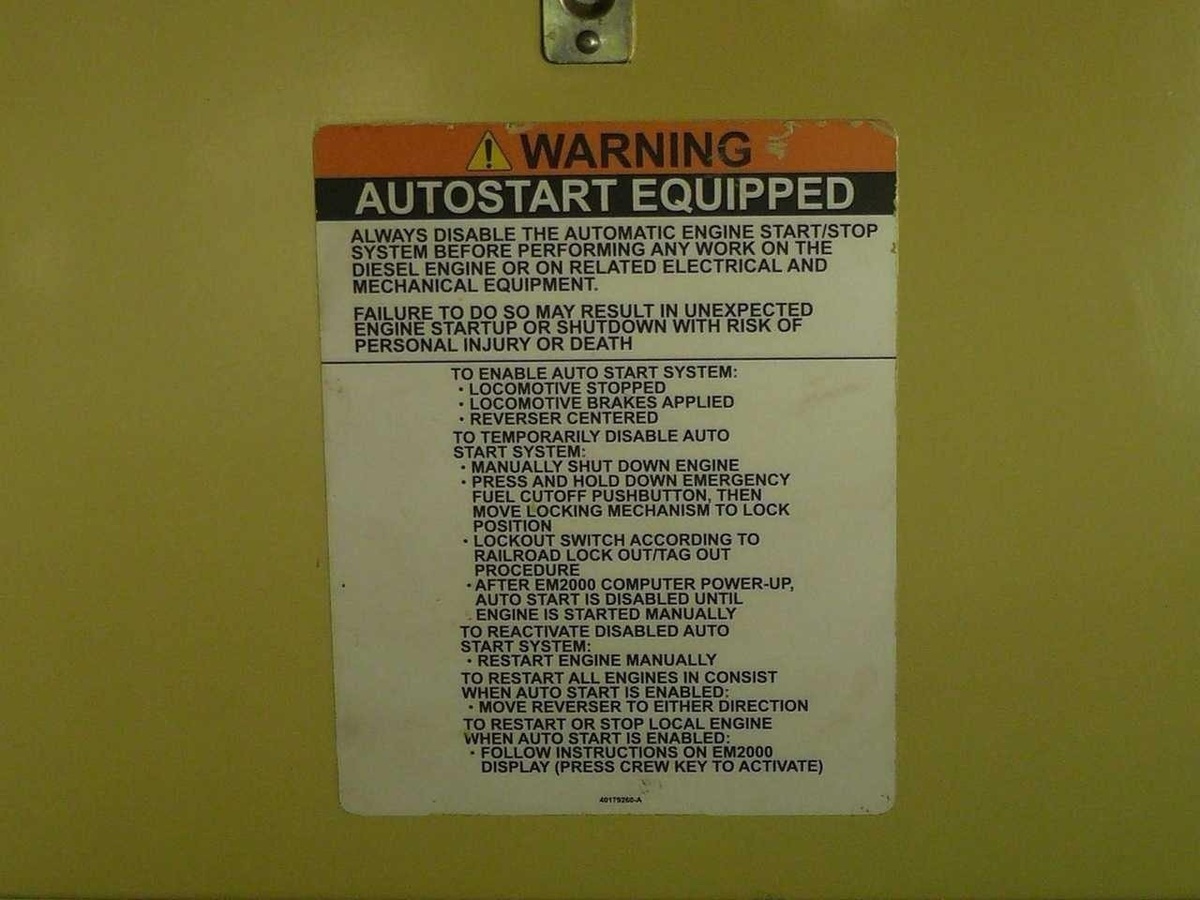 WARNING
AUTOSTART EQUIPPED
ALWAYS DISABLE THE AUTOMATIC ENGINE START/STOP
SYSTEM BEFORE PERFORMING ANY WORK ON THE
DIESEL ENGINE OR ON RELATED ELECTRICAL AND
MECHANICAL EQUIPMENT.
FAILURE TO DO SO MAY RESULT IN UNEXPECTED
ENGINE STARTUP OR SHUTDOWN WITH RISK OF
PERSONAL INJURY OR DEATH
TO ENABLE AUTO START SYSTEM:
• LOCOMOTIVE STOPPED
• LOCOMOTIVE BRAKES APPLIED
• REVERSER CENTERED
TO TEMPORARILY DISABLE AUTO
START SYSTEM:
• MANUALLY SHUT DOWN ENGINE
• PRESS AND HOLD DOWN EMERGENCY
FUEL CUTOFF PUSHBUTTON, THEN
MOVE LOCKING MECHANISM TO LOCK
POSITION
• LOCKOUT SWITCH ACCORDING TO
RAILROAD LOCK OUT/TAG OUT
PROCEDURE
• AFTER EM2000 COMPUTER POWER-UP,
AUTO START IS DISABLED UNTIL
ENGINE IS STARTED MANUALLY
TO REACTIVATE DISABLED AUTO
START SYSTEM:
• RESTART ENGINE MANUALLY
TO RESTART ALL ENGINES IN CONSIST
WHEN AUTO START IS ENABLED:
• MOVE REVERSER TO EITHER DIRECTION
TO RESTART OR STOP LOCAL ENGINE
WHEN AUTO START IS ENABLED:
• FOLLOW INSTRUCTIONS ON EM2000
DISPLAY (PRESS CREW KEY TO ACTIVATE)
40179260-A